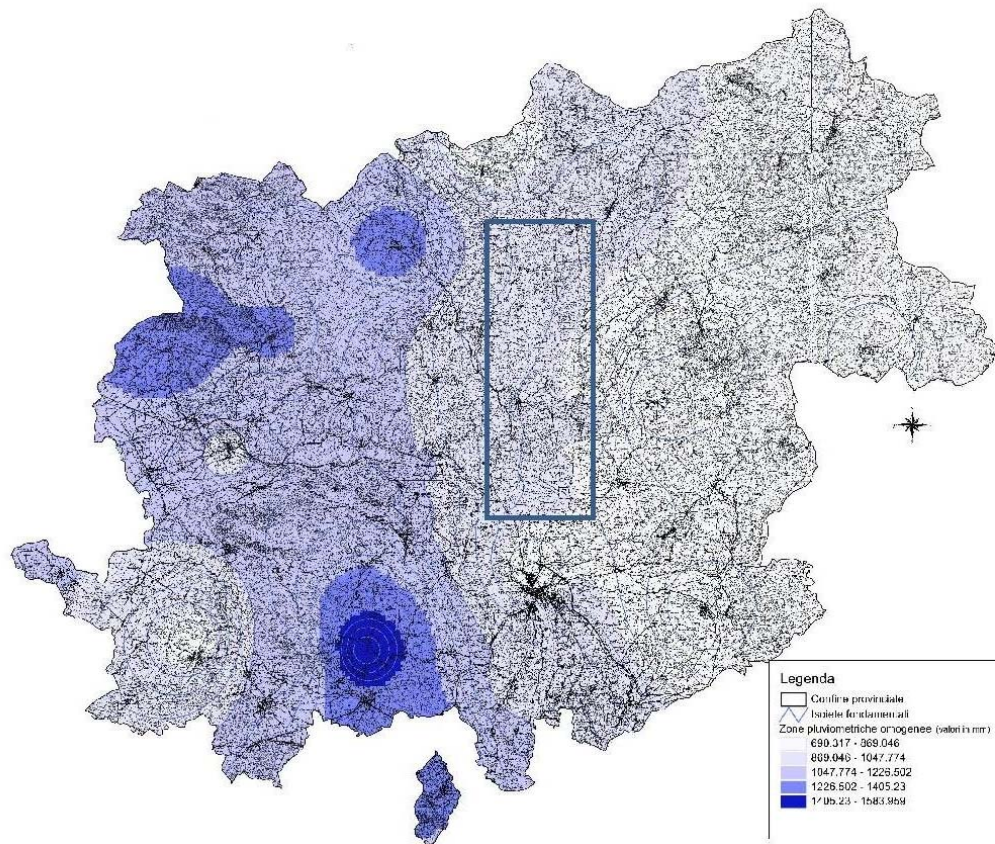 Legenda
Confine provinciale
Isoiete fondamentali
Zone pluviometriche omogenee (valori in mm)
690.317 - 869.046
869.046 - 1047.774
1047.774 - 1226.502
1226.502 - 1405.23
1405.23 - 1583.959